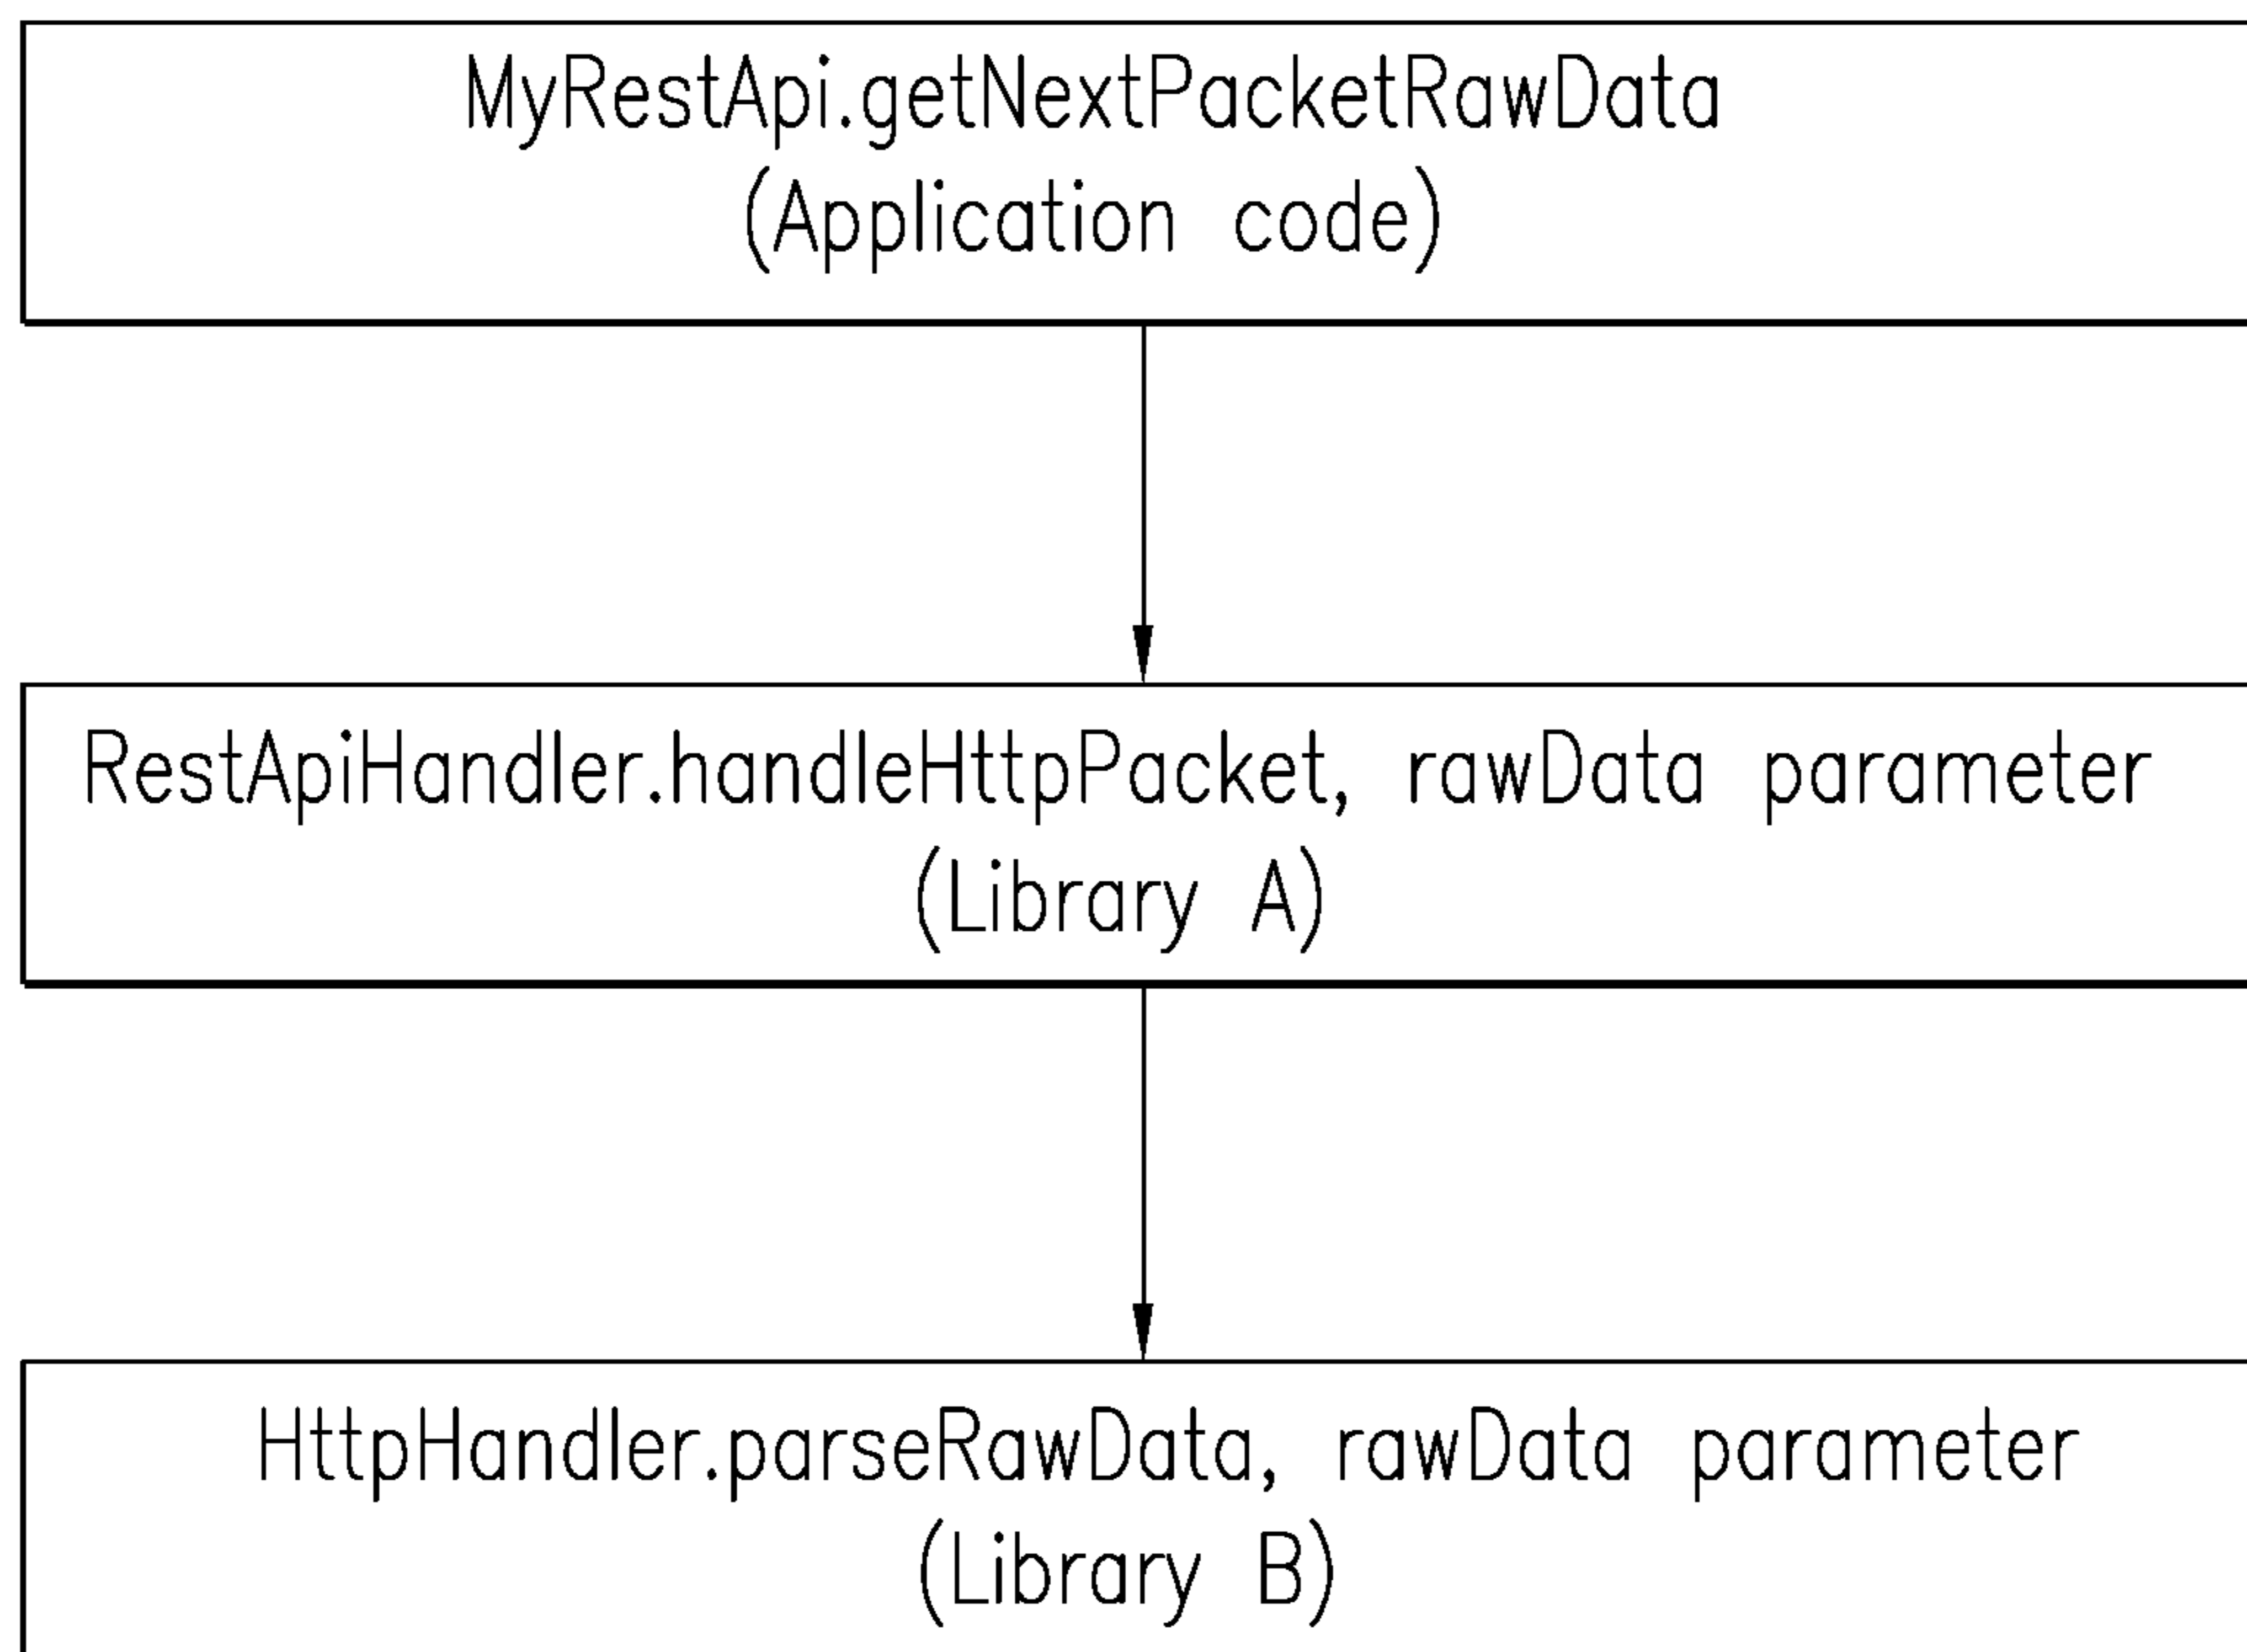 MyRestApi.getNextPacketRawData
(Application code)
RestApiHandler.handleHttpPacket, rawData parameter
(Library A)
HttpHandler.parseRawData, rawData parameter
(Library B)